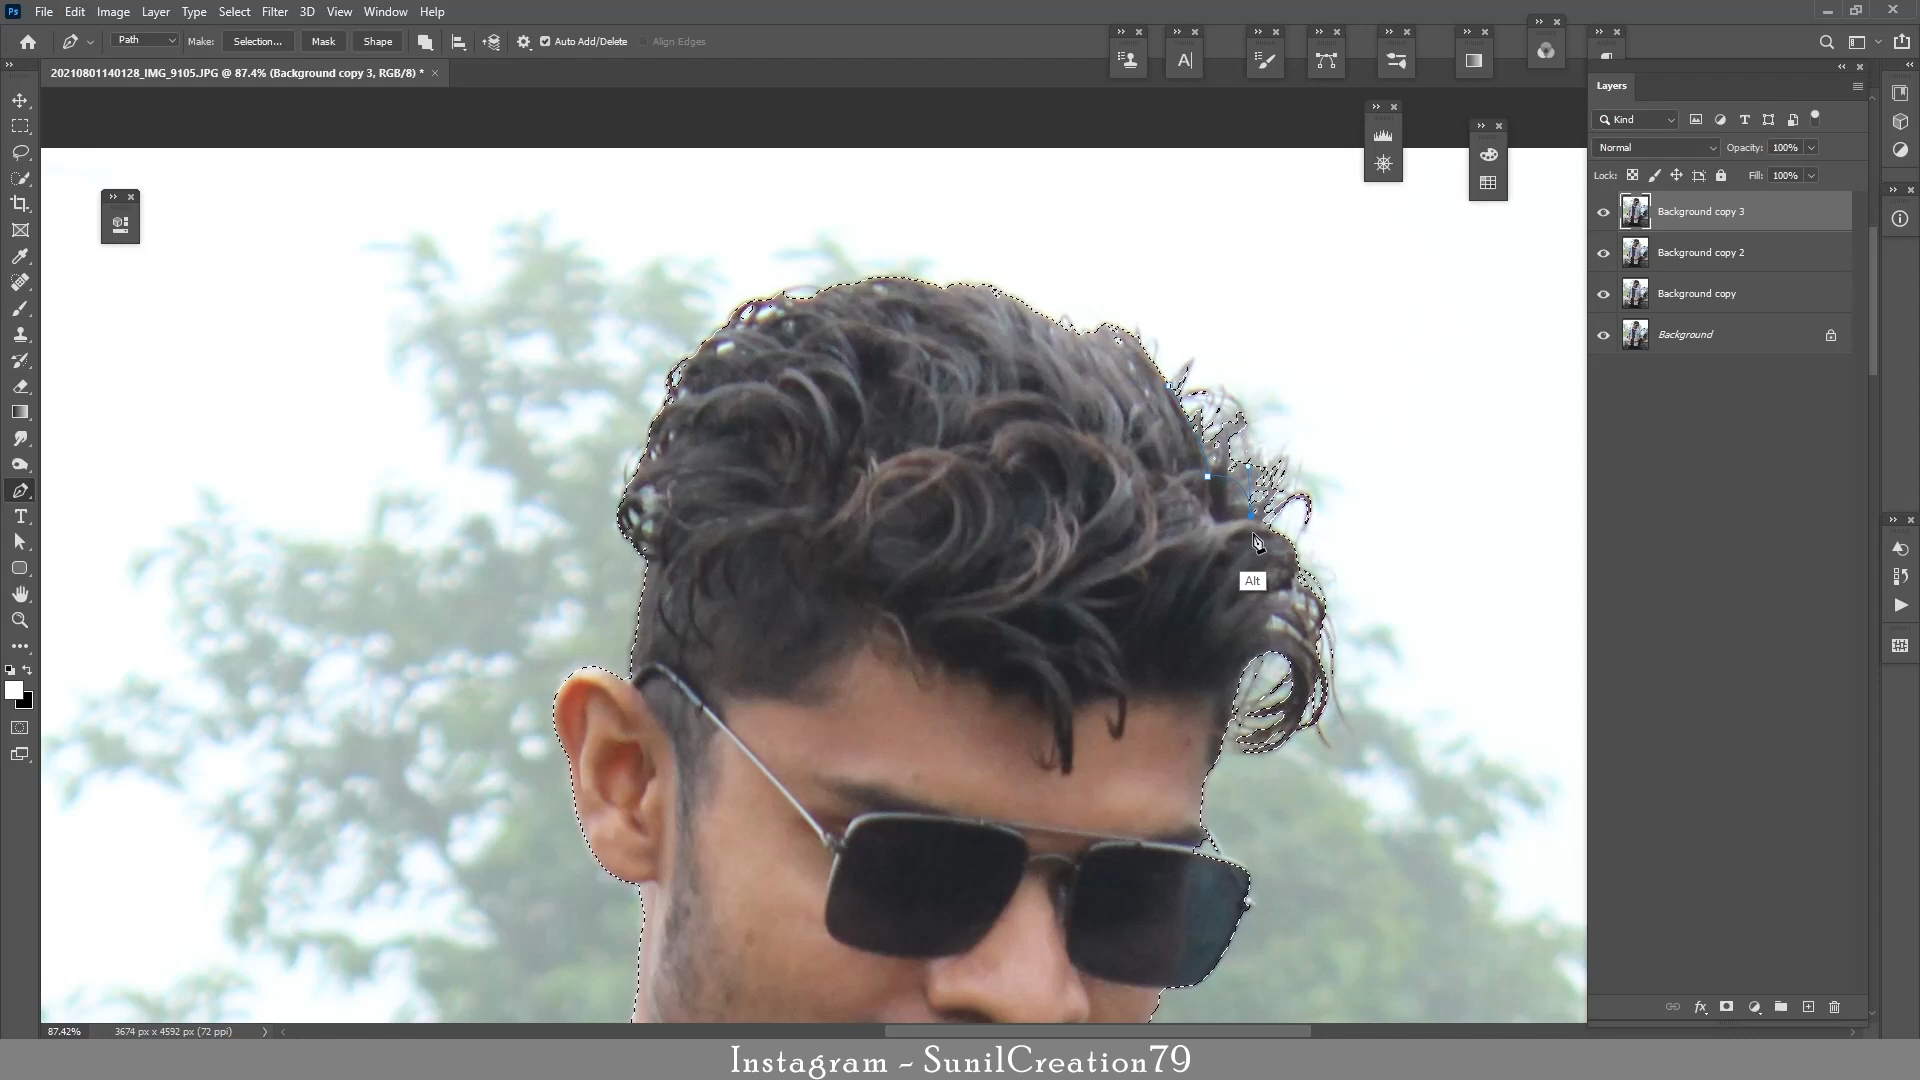 Ps File Edit Image Layer Type Select Filter 3D View Window Help
Path Make: Selection... Mask Shape Auto Add/Delete Align Edges
20210801140128_IMG_9105.JPG @ 87.4% (Background copy 3, RGB/8) *
Layers
Kind
Normal Opacity: 100%
Lock: Fill: 100%
Background copy 3
Background copy 2
Background copy
Background
Alt
87.42% 3674 px x 4592 px (72 ppi)
Instagram - SunilCreation79